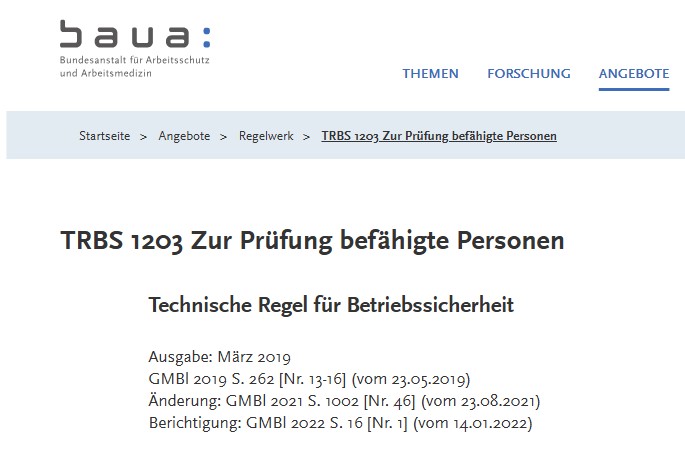 baua:
Bundesanstalt für Arbeitsschutz
und Arbeitsmedizin
THEMEN FORSCHUNG ANGEBOTE
Startseite > Angebote > Regelwerk > TRBS 1203 Zur Prüfung befähigte Personen
TRBS 1203 Zur Prüfung befähigte Personen
Technische Regel für Betriebssicherheit
Ausgabe: März 2019
GMBl 2019 S. 262 [Nr. 13-16] (vom 23.05.2019)
Änderung: GMBl 2021 S. 1002 [Nr. 46] (vom 23.08.2021)
Berichtigung: GMBl 2022 S. 16 [Nr. 1] (vom 14.01.2022)